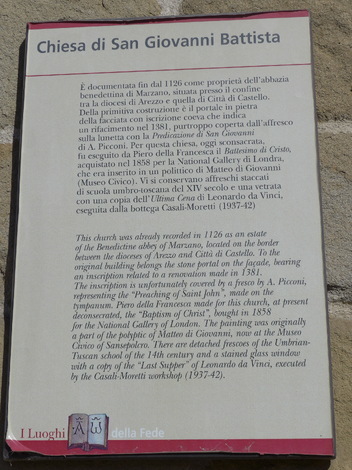 Chiesa di San Giovanni Battista
È documentata fin dal 1126 come proprietà dell'abbazia
benedettina di Marzano, situata presso il confine
tra la diocesi di Arezzo e quella di Città di Castello.
Della primitiva costruzione è il portale in pietra
della facciata con iscrizione coeva che indica
un rifacimento nel 1381, purtroppo coperta dall'affresco
sulla lunetta con la Predicazione di San Giovanni
di A. Picconi. Per questa chiesa, oggi sconsacrata,
fu eseguito da Piero della Francesca il Battesimo di Cristo,
acquistato nel 1858 per la National Gallery di Londra,
che era inserito in un polittico di Matteo di Giovanni
(Museo Civico). Vi si conservano affreschi staccati
di scuola umbro-toscana del XIV secolo e una vetrata
con una copia dell'Ultima Cena di Leonardo da Vinci,
eseguita dalla bottega Casali-Moretti (1937-42)
This church was already recorded in 1126 as an estate
of the Benedectine abbey of Marzano, located on the border
between the dioceses of Arezzo and Città di Castello. To the
original building belongs the stone portal on the façade, bearing
an inscription related to a renovation made in 1381.
The inscription is unfortunately covered by a fresco by A. Picconi,
representing the "Preaching of Saint John", made on the
tympanum. Piero della Francesca made for this church, at present
deconsecrated, the "Baptism of Christ", bought in 1858
for the National Gallery of London. The painting was originally
a part of the polyptic of Matteo di Giovanni, now at the Museo
Civico of Sansepolcro. There are detached frescoes of the Umbrian-
Tuscan school of the 14th century and a stained glass window
with a copy of the "Last Supper" of Leonardo da Vinci, executed
by the Casali-Moretti workshop (1937-42).
I Luoghi Α ω della Fede